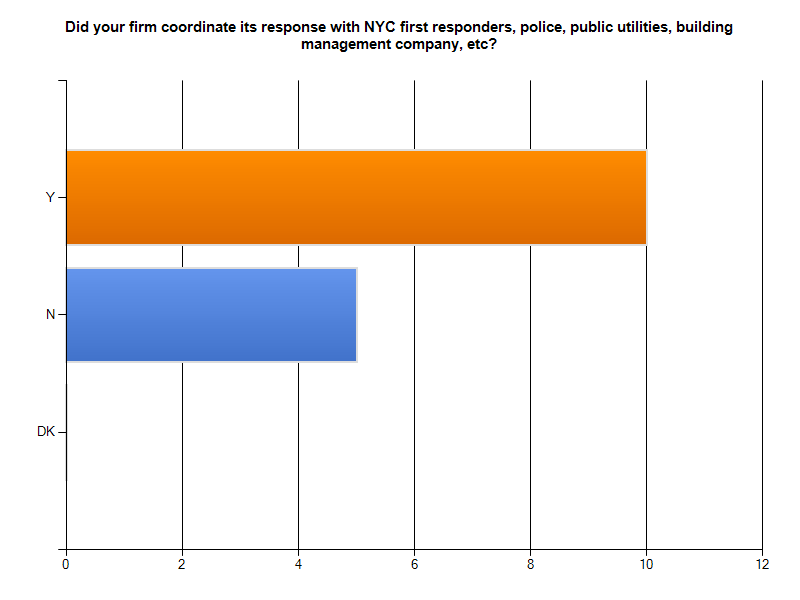 Did your firm coordinate its response with NYC first responders, police, public utilities, building
management company, etc?
Y
N
DK
0 2 4 6 8 10 12